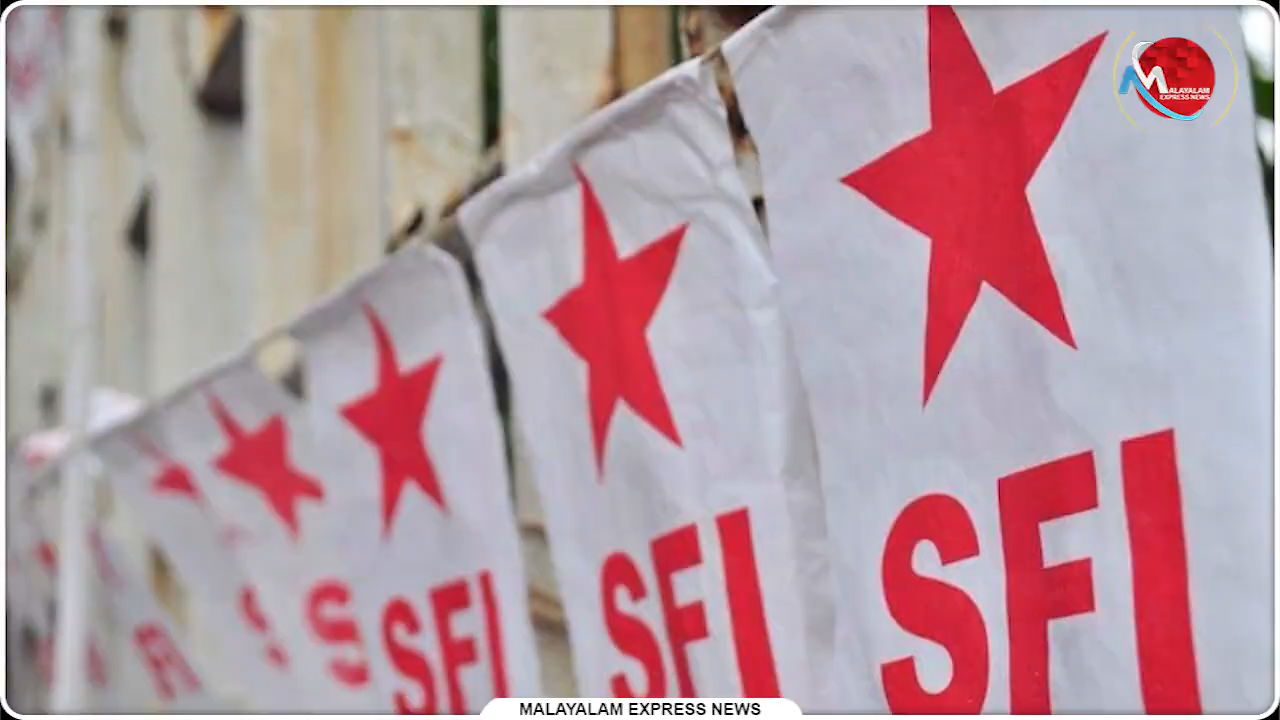 MALAYALAM
EXPRESS NEWS
SFI
SFI
SFI
MALAYALAM EXPRESS NEWS